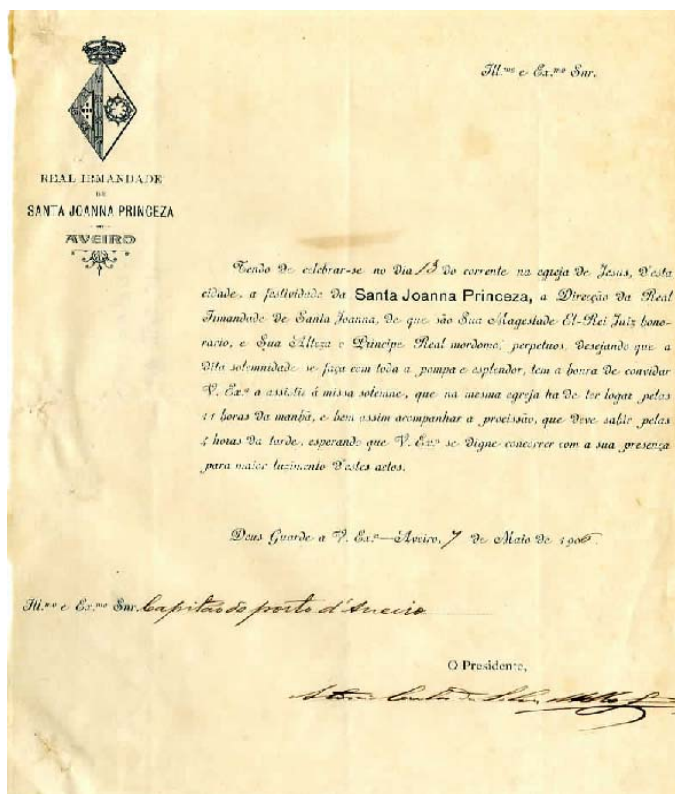 Ill.mo e Ex.mo Snr.
REAL IRMANDADE
DE
SANTA JOANNA PRINCEZA
AVEIRO
Tendo de celebrar-se no dia 13 do corrente na egreja de Jesus, d'esta
cidade, a festividade da Santa Joanna Princeza, a Direcção da Real
Irmandade de Santa Joanna, de que são Sua Magestade El-Rei Juiz hono-
rario, e Sua Alteza o Principe Real mordomo, perpetuos, desejando que a
dita solemnidade se faça com toda a pompa e esplendor, tem a honra de convidar
V. Ex.ª a assistir á missa solemne, que na mesma egreja ha de ter logar pelas
11 horas da manhã, e bem assim acompanhar a procissão, que deve sahir pelas
horas da tarde, esperando que V. Ex.ª se digne concorrer com a sua presença
para maior luzimento d'estes actos.
Deus Guarde a V. Ex.ª—Aveiro, 7 de Maio de 1906
Ill.mo e Ex.mo Snr. Capitão do porto d'Aveiro
O Presidente,